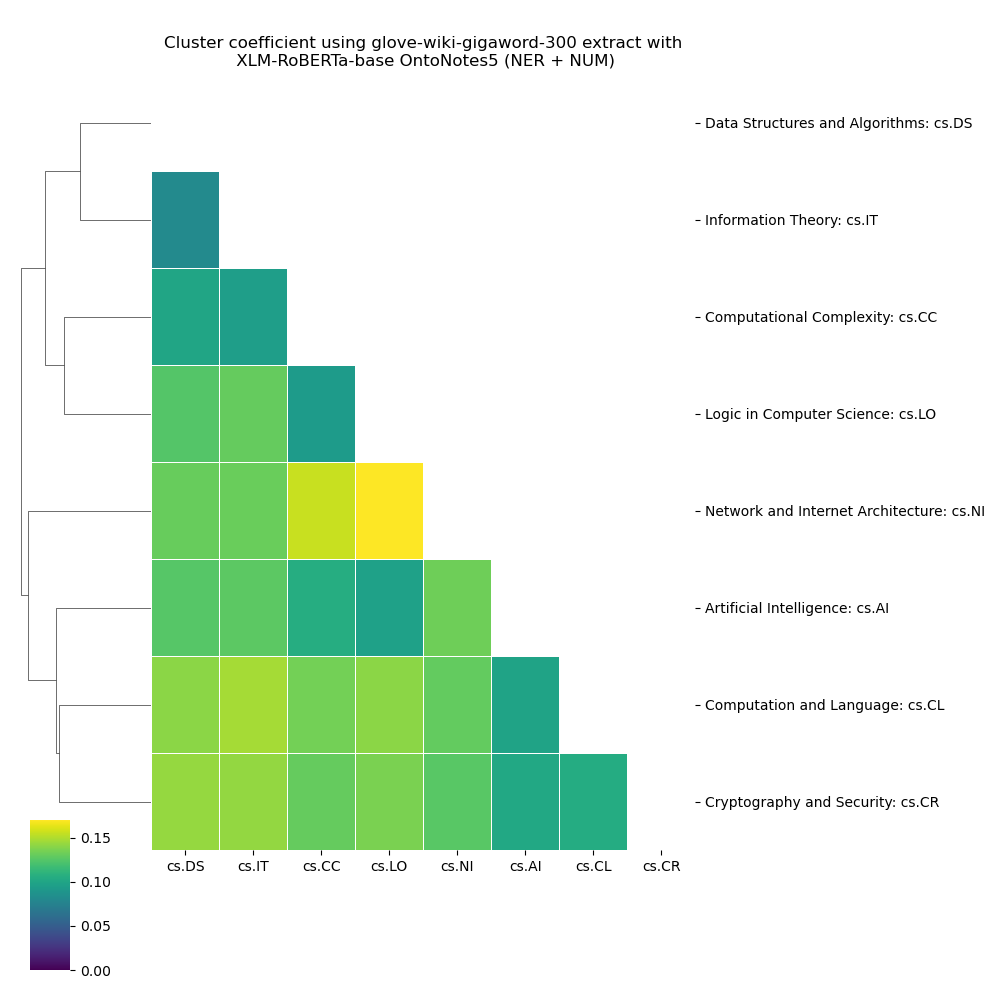 Cluster coefficient using glove-wiki-gigaword-300 extract with
XLM-RoBERTa-base OntoNotes5 (NER + NUM)
Data Structures and Algorithms: cs.DS
Information Theory: cs.IT
Computational Complexity: cs.CC
Logic in Computer Science: cs.LO
Network and Internet Architecture: cs.NI
Artificial Intelligence: cs.AI
Computation and Language: cs.CL
Cryptography and Security: cs.CR
cs.DS cs.IT cs.CC cs.LO cs.NI cs.AI cs.CL cs.CR
0.15
0.10
0.05
0.00